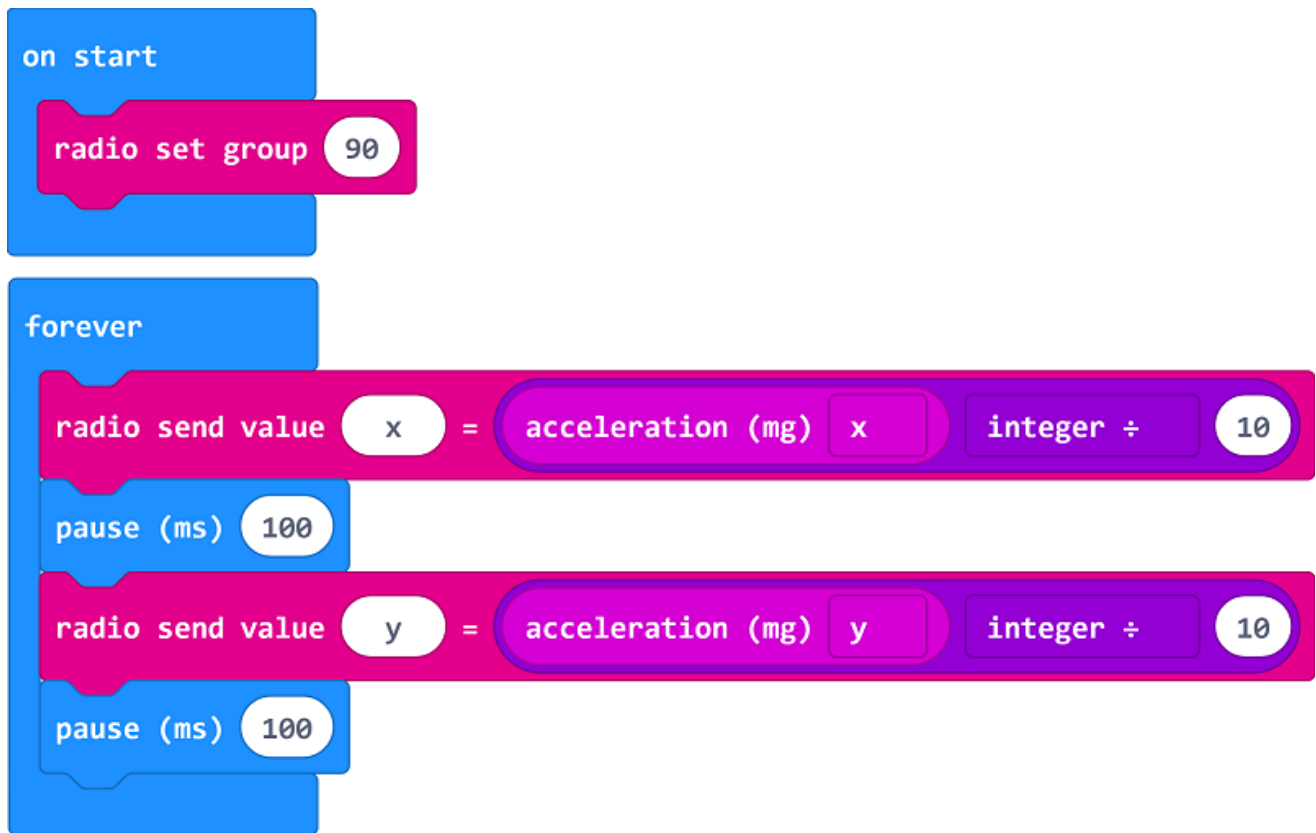 on start
radio set group 90
forever
radio send value x = acceleration (mg) x integer ÷ 10
pause (ms) 100
radio send value y = acceleration (mg) y integer ÷ 10
pause (ms) 100